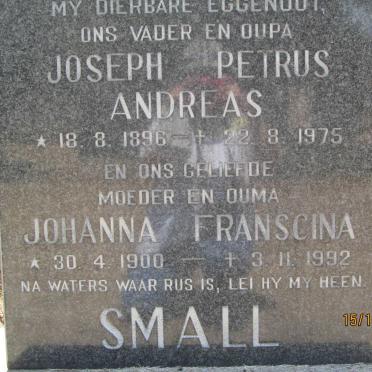 MY DIERBARE EGGENOOT,
ONS VADER EN OUPA
JOSEPH PETRUS
ANDREAS
* 18. 8. 1896 — + 22. 8. 1975
EN ONS GELIEFDE
MOEDER EN OUMA
JOHANNA FRANSCINA
* 30. 4. 1900 — + 3. 11. 1992
NA WATERS WAAR RUS IS, LEI HY MY HEEN.
SMALL
15/1